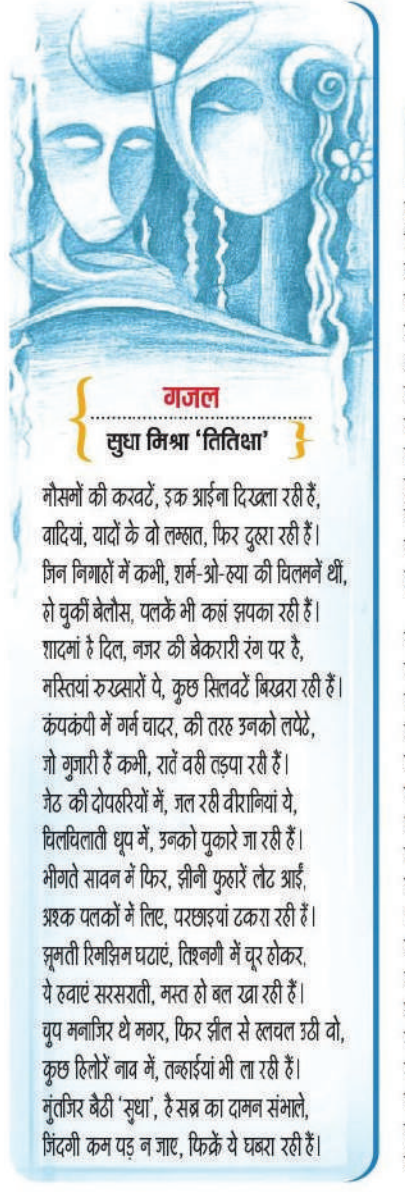 गजल
सुधा मिश्रा ‘तितिक्षा’
मौसमों की करवटें, इक आईना दिखला रही हैं,
वादियां, यादों के वो लम्हात, फिर दुहरा रही हैं।
जिन निगाहों में कभी, शर्म-ओ-हया की चिलमनें थीं,
हो चुकीं बेलौस, पलकें भी कहां झपका रही हैं।
शादमां है दिल, नजर की बेकरारी रंग पर है,
मस्तियां रुख्सारों पे, कुछ सिलवटें बिखरा रही हैं।
कंपकंपी में गर्म चादर, की तरह उनको लपेटे,
जो गुजारी हैं कभी, रातें वही तड़पा रही हैं।
जेठ की दोपहरियों में, जल रही वीरानियां ये,
चिलचिलाती धूप में, उनको पुकारे जा रही हैं।
भीगते सावन में फिर, झीनी फुहारें लौट आईं,
अश्क पलकों में लिए, परछाइयां टकरा रही हैं।
झूमती रिमझिम घटाएं, तिश्नगी में चूर होकर,
ये हवाएं सरसराती, मस्त हो बल खा रही हैं।
चुप मनाजिर थे मगर, फिर झील से हलचल उठी वो,
कुछ हिलोरें नाव में, तन्हाईयां भी ला रही हैं।
मुंतजिर बैठी ‘सुधा’, है सब्र का दामन संभाले,
जिंदगी कम पड़ न जाए, फिक्रें ये घबरा रही हैं।